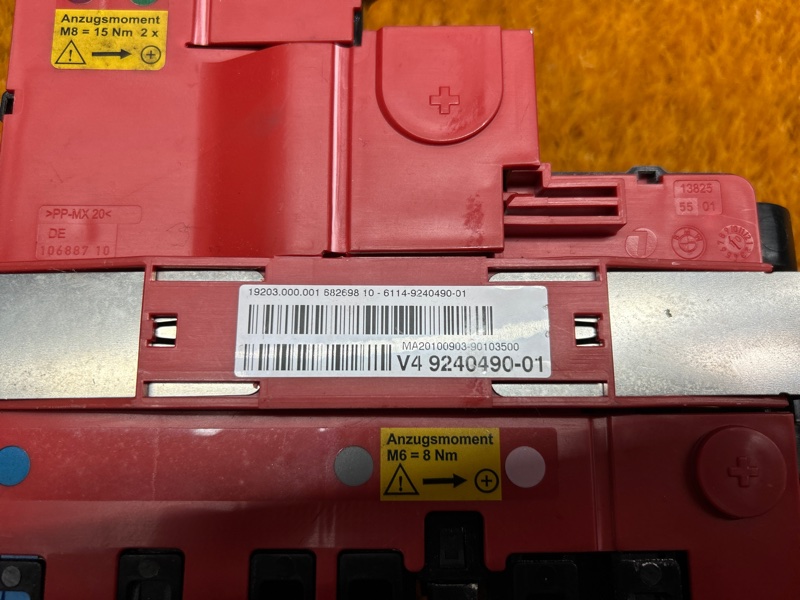 Anzugsmoment
M8 = 15 Nm 2 x
>PP-MX 20<
DE
106887 10
13825
55 01
19203.000.001 682698 10 - 6114-9240490-01
MA20100903-90103500
V4 9240490-01
Anzugsmoment
M6 = 8 Nm